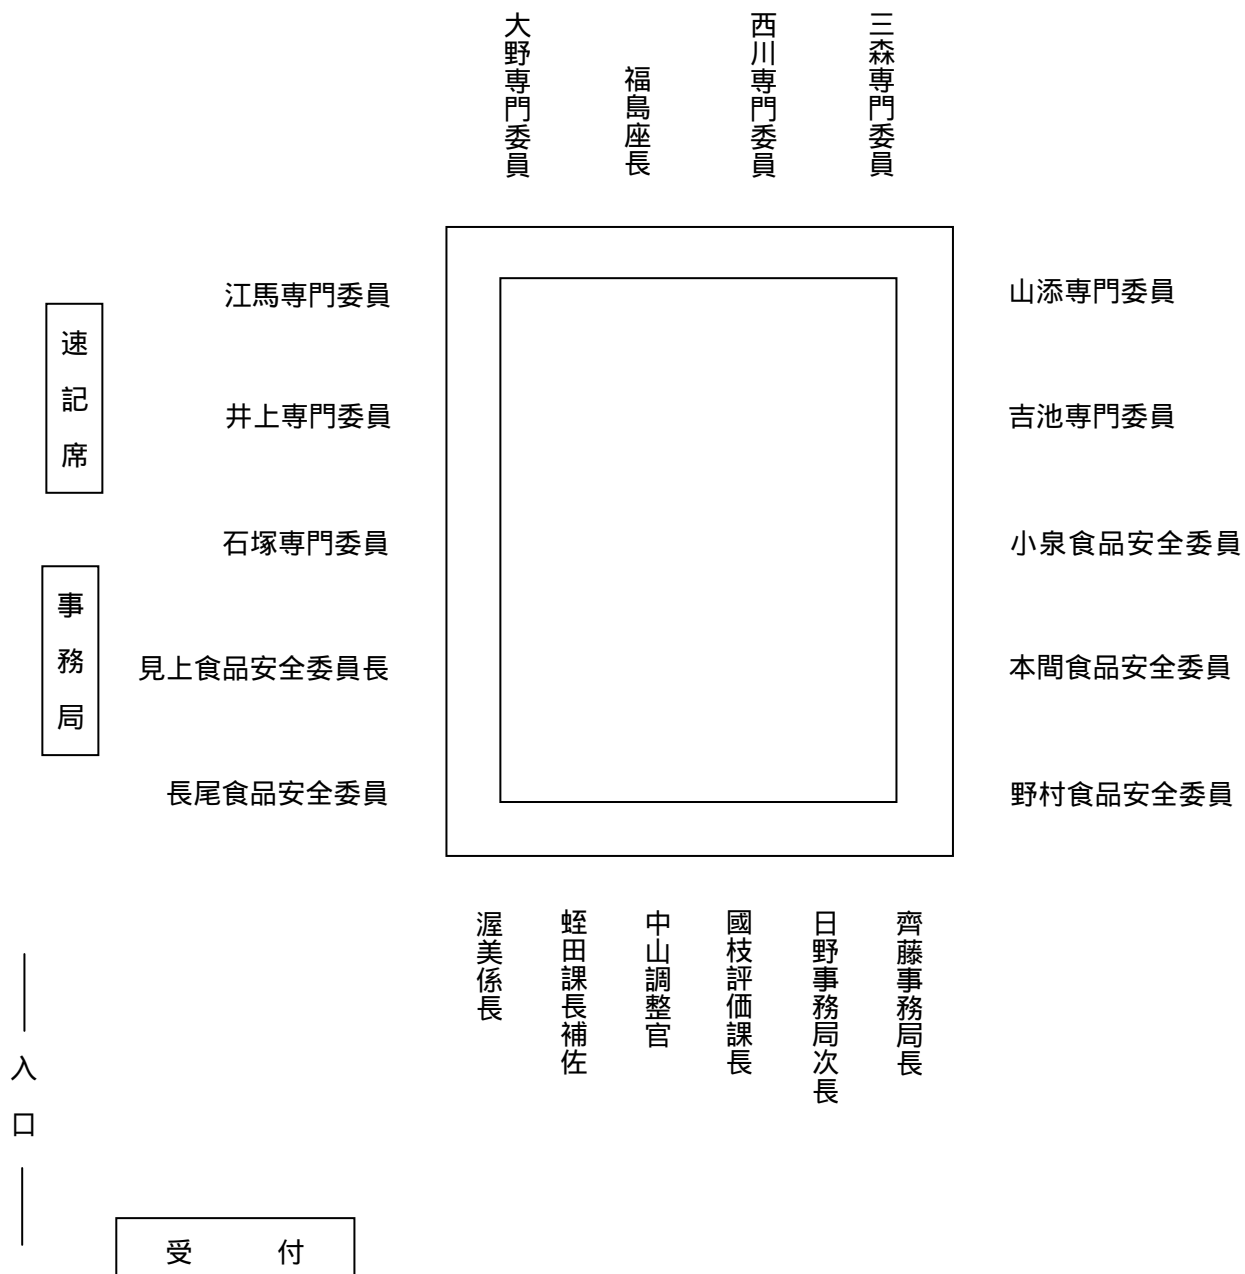 大野専門委員
福島座長
西川専門委員
三森専門委員
江馬専門委員
山添専門委員
速記席
井上専門委員
吉池専門委員
石塚専門委員
小泉食品安全委員
事務局
見上食品安全委員長
本間食品安全委員
長尾食品安全委員
野村食品安全委員
渥美係長
蛭田課長補佐
中山調整官
國枝評価課長
日野事務局次長
齊藤事務局長
入口
受付